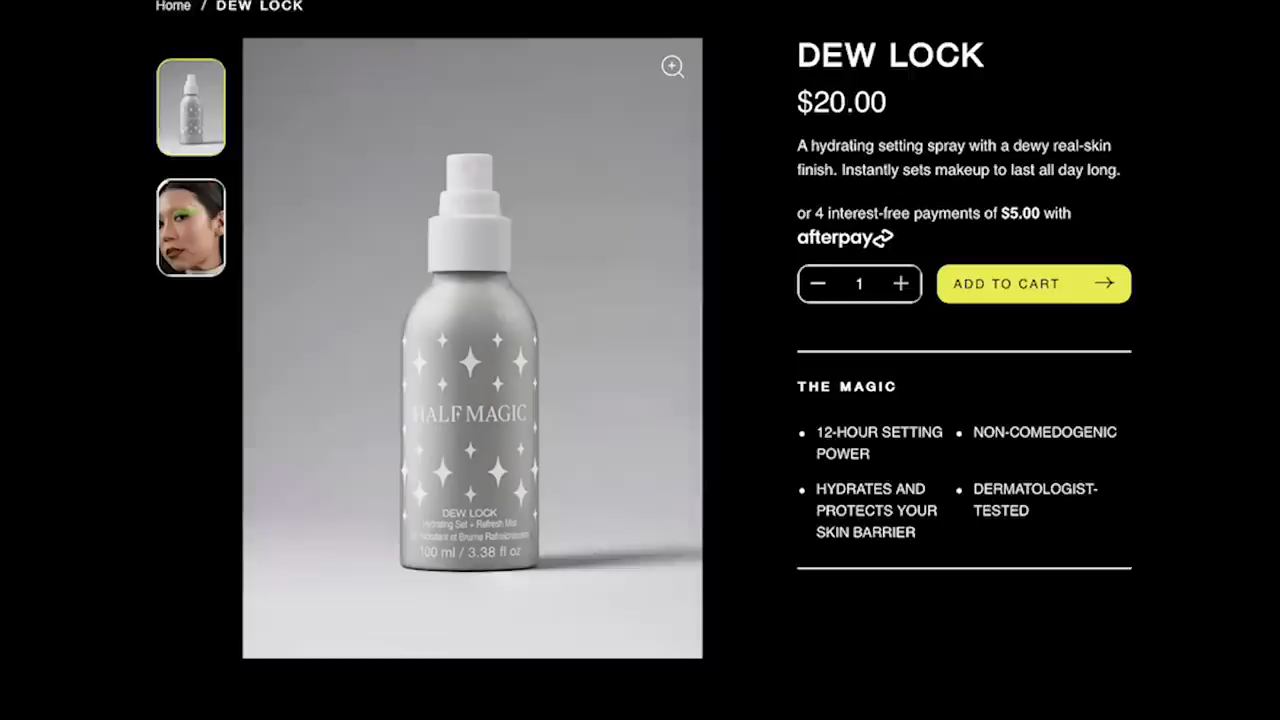 Home / DEW LOCK
DEW LOCK
$20.00
A hydrating setting spray with a dewy real-skin
finish. Instantly sets makeup to last all day long.
or 4 interest-free payments of $5.00 with
afterpay
1
ADD TO CART
THE MAGIC
12-HOUR SETTING
POWER
NON-COMEDOGENIC
HYDRATES AND
PROTECTS YOUR
SKIN BARRIER
DERMATOLOGIST-
TESTED
HALF MAGIC
DEW LOCK
Hydrating Set + Refresh Mist
et Brume
100 ml / 3.38 fl oz